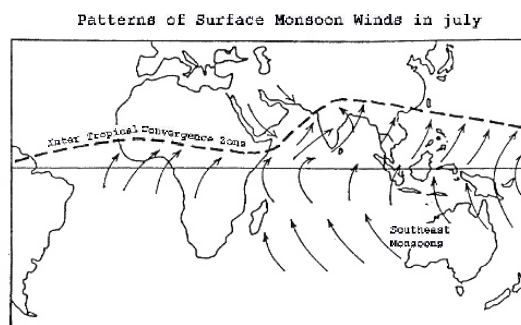 Patterns of Surface Monsoon Winds in july
Inter Tropical Convergence Zone
Southeast
Monsoons